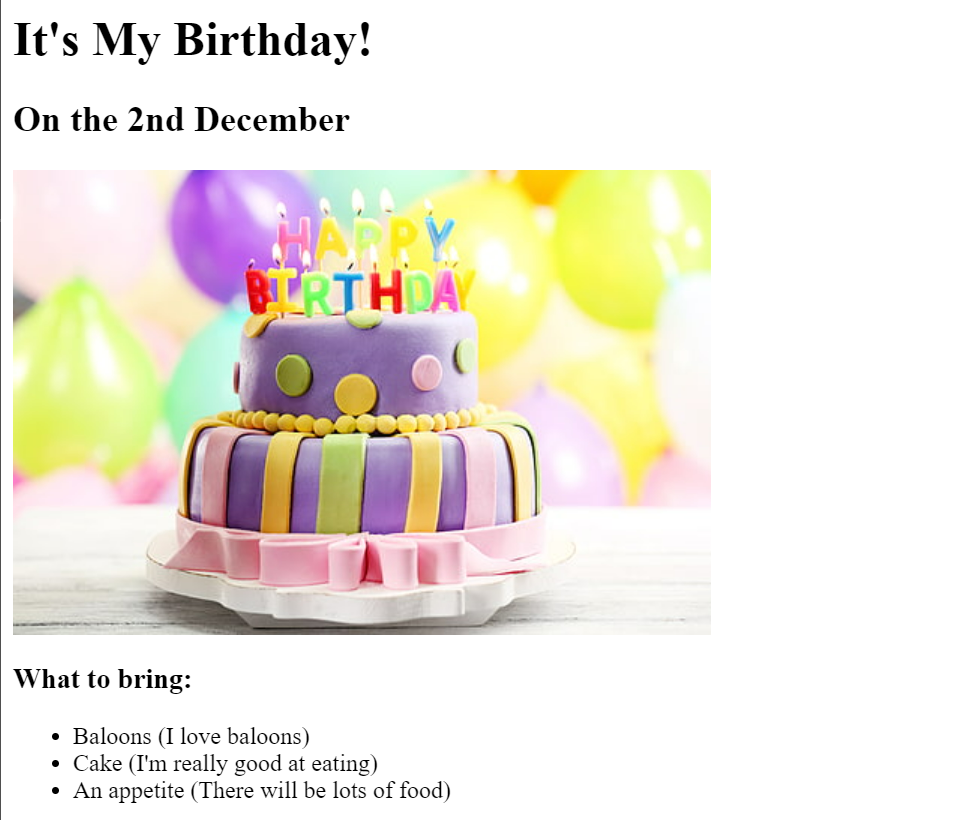 It's My Birthday!
On the 2nd December
HAPPY
BIRTHDAY
What to bring:
Baloons (I love baloons)
Cake (I'm really good at eating)
An appetite (There will be lots of food)